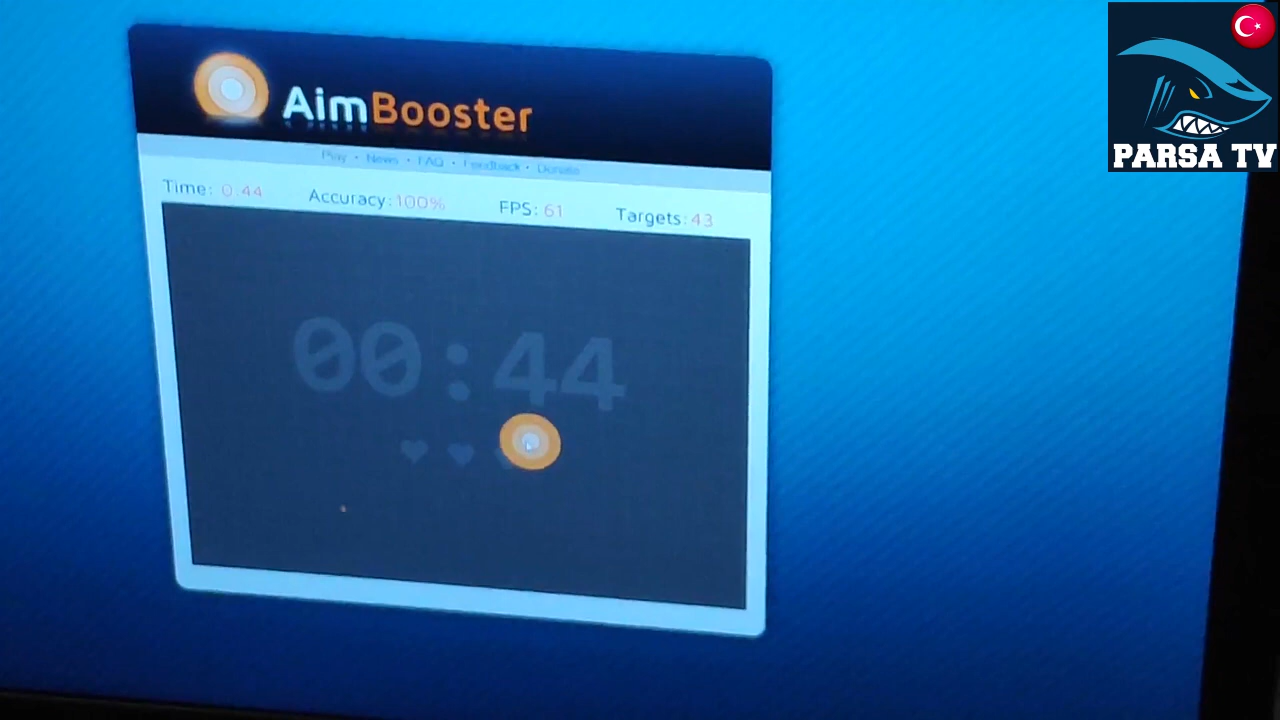 AimBooster
Play · News · FAQ · Feedback · Donate
Time: 0:44 Accuracy: 100% FPS: 61 Targets: 43
00:44
PARSA TV